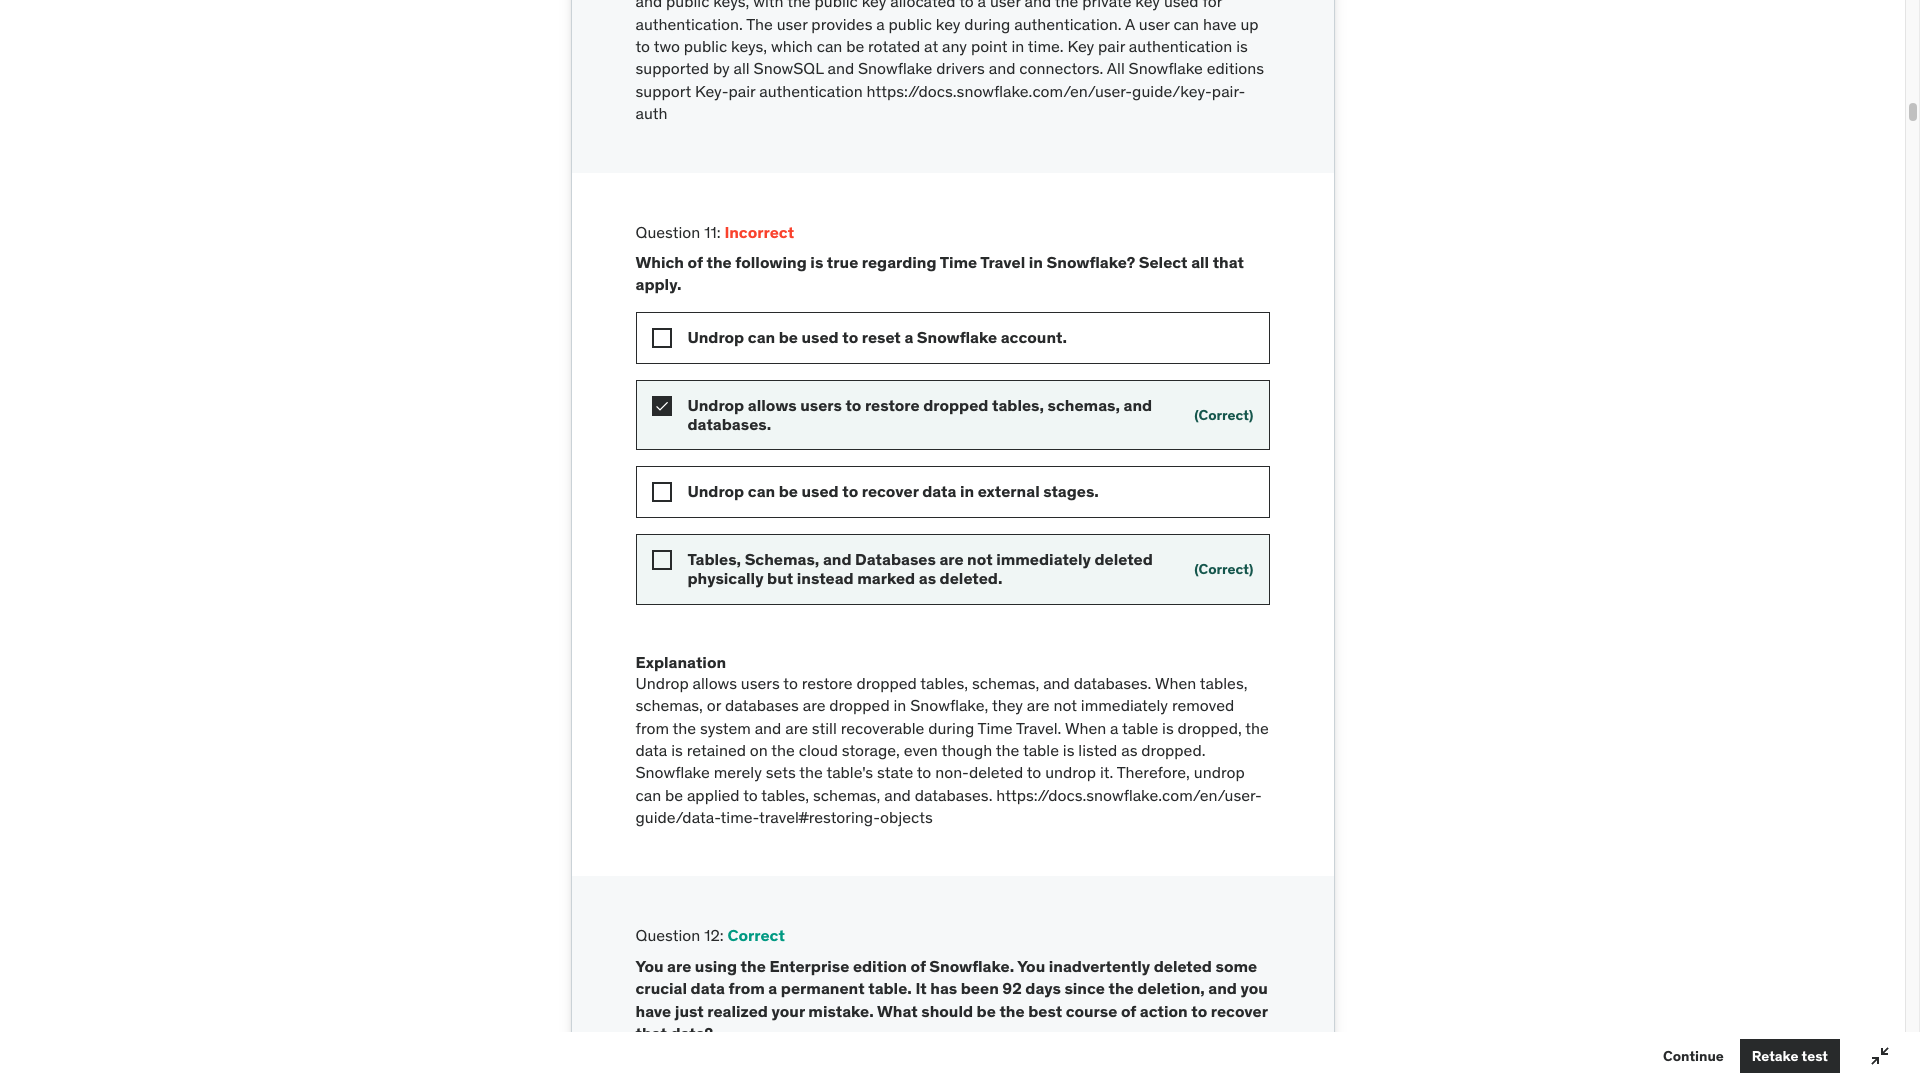 and public keys, with the public key allocated to a user and the private key used for
authentication. The user provides a public key during authentication. A user can have up
to two public keys, which can be rotated at any point in time. Key pair authentication is
supported by all SnowSQL and Snowflake drivers and connectors. All Snowflake editions
support Key-pair authentication https://docs.snowflake.com/en/user-guide/key-pair-
auth
Question 11: Incorrect
Which of the following is true regarding Time Travel in Snowflake? Select all that
apply.
Undrop can be used to reset a Snowflake account.
Undrop allows users to restore dropped tables, schemas, and
databases.
(Correct)
Undrop can be used to recover data in external stages.
Tables, Schemas, and Databases are not immediately deleted
physically but instead marked as deleted.
(Correct)
Explanation
Undrop allows users to restore dropped tables, schemas, and databases. When tables,
schemas, or databases are dropped in Snowflake, they are not immediately removed
from the system and are still recoverable during Time Travel. When a table is dropped, the
data is retained on the cloud storage, even though the table is listed as dropped.
Snowflake merely sets the table's state to non-deleted to undrop it. Therefore, undrop
can be applied to tables, schemas, and databases. https://docs.snowflake.com/en/user-
guide/data-time-travel#restoring-objects
Question 12: Correct
You are using the Enterprise edition of Snowflake. You inadvertently deleted some
crucial data from a permanent table. It has been 92 days since the deletion, and you
have just realized your mistake. What should be the best course of action to recover
that data?
Continue
Retake test